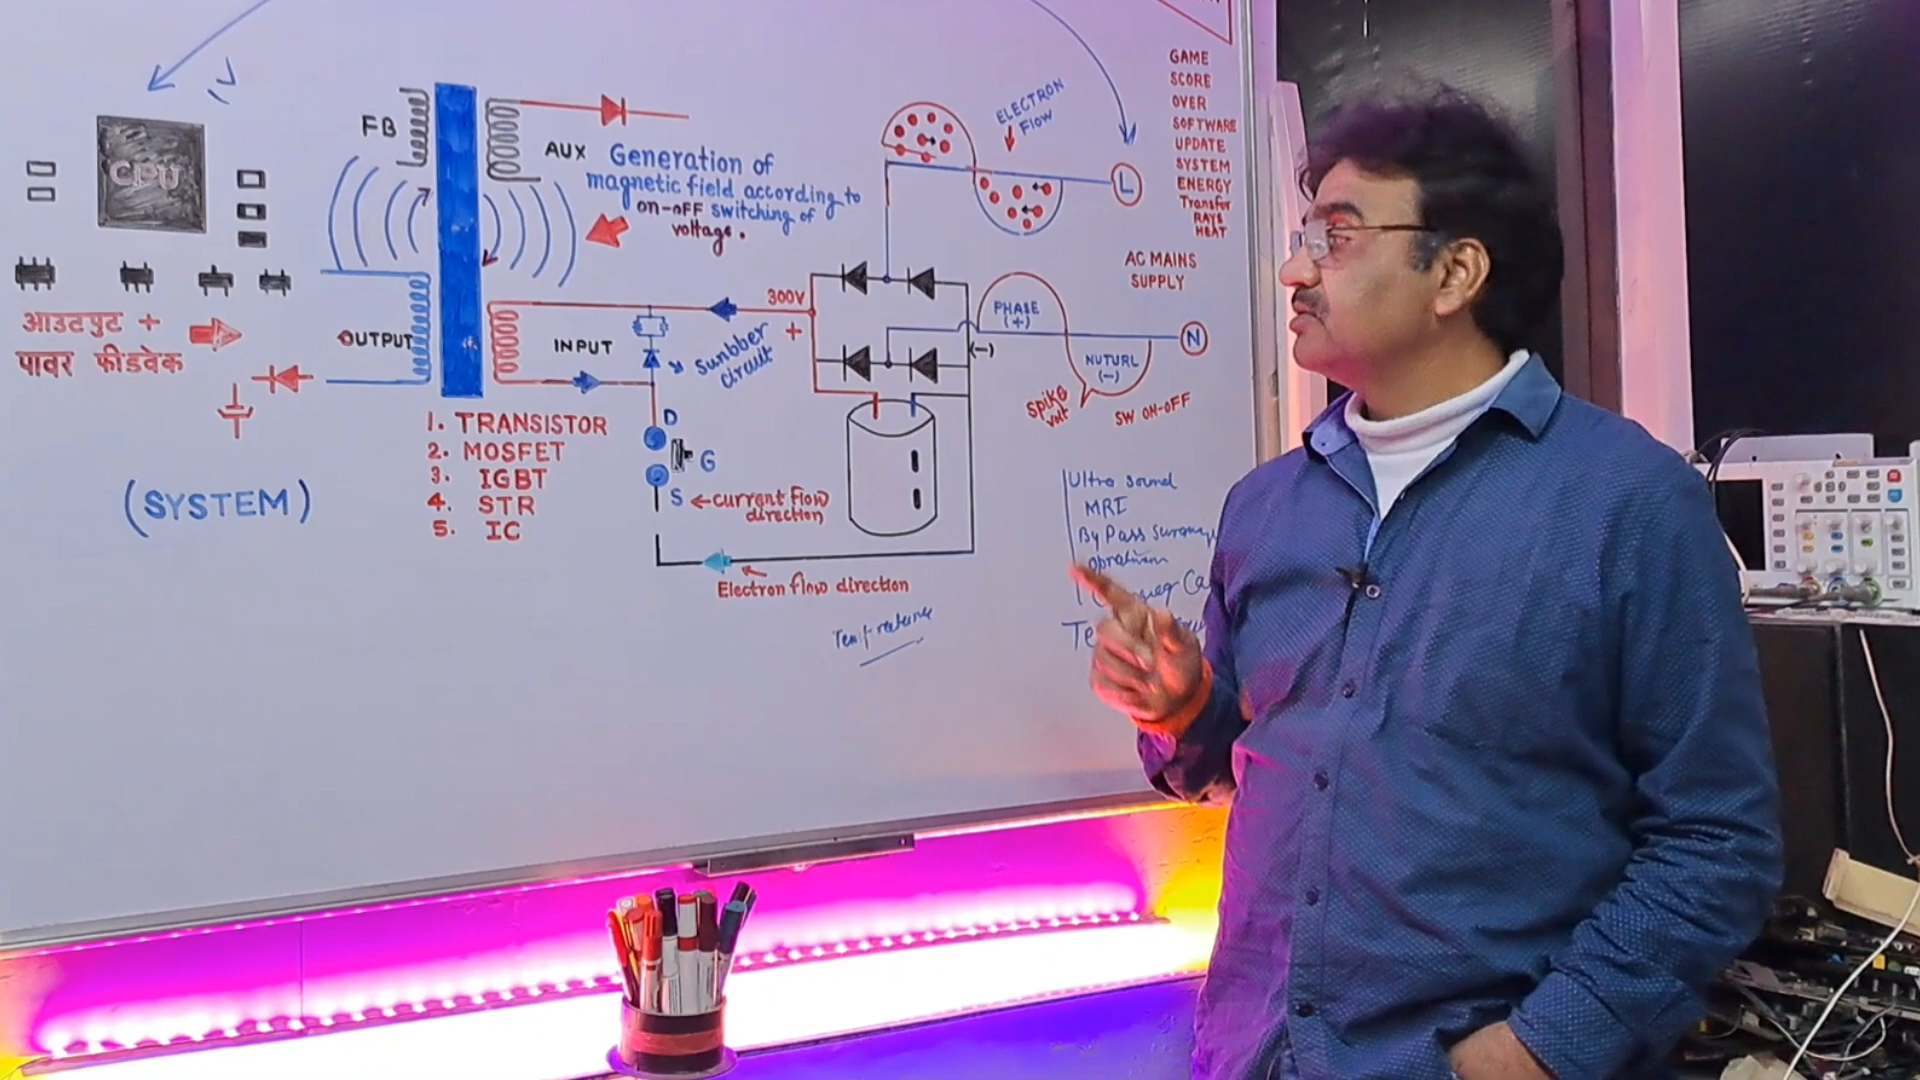 CPU
FB
AUX
Generation of
magnetic field according to
on-oFF switching of
voltage.
आउटपुट +
पावर फीडवेक
OUTPUT
INPUT
(SYSTEM)
1. TRANSISTOR
2. MOSFET
3. IGBT
4. STR
5. IC
300V
+
sunbber
circuit
D
G
S
←current flow
direction
Electron flow direction
ELECTRON
Flow
L
PHASE
(+)
(-)
N
NUTURL
(-)
Spike
volt
SW ON-OFF
AC MAINS
SUPPLY
GAME
SCORE
OVER
SOFTWARE
UPDATE
SYSTEM
ENERGY
Transfer
RAYS
HEAT
Ultra sound
MRI
By Pass